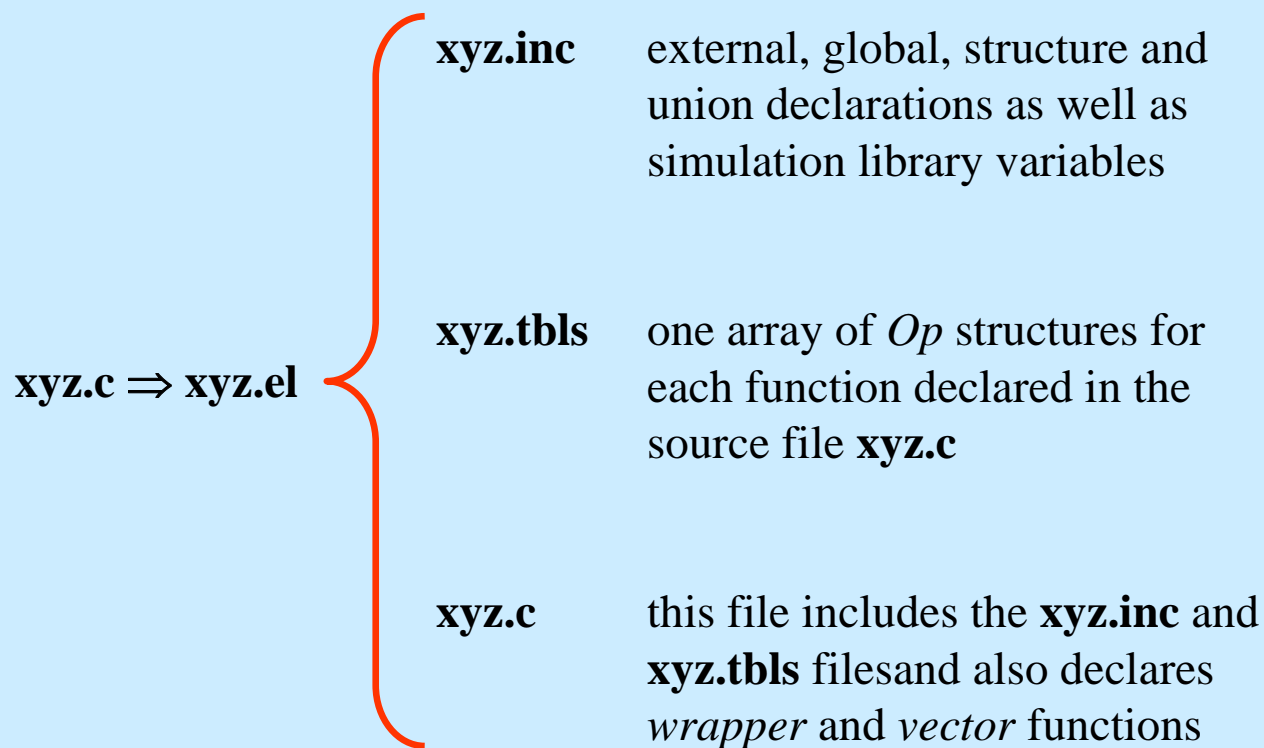 xyz.c ⇒ xyz.el
xyz.inc external, global, structure and
union declarations as well as
simulation library variables
xyz.tbls one array of Op structures for
each function declared in the
source file xyz.c
xyz.c this file includes the xyz.inc and
xyz.tbls filesand also declares
wrapper and vector functions